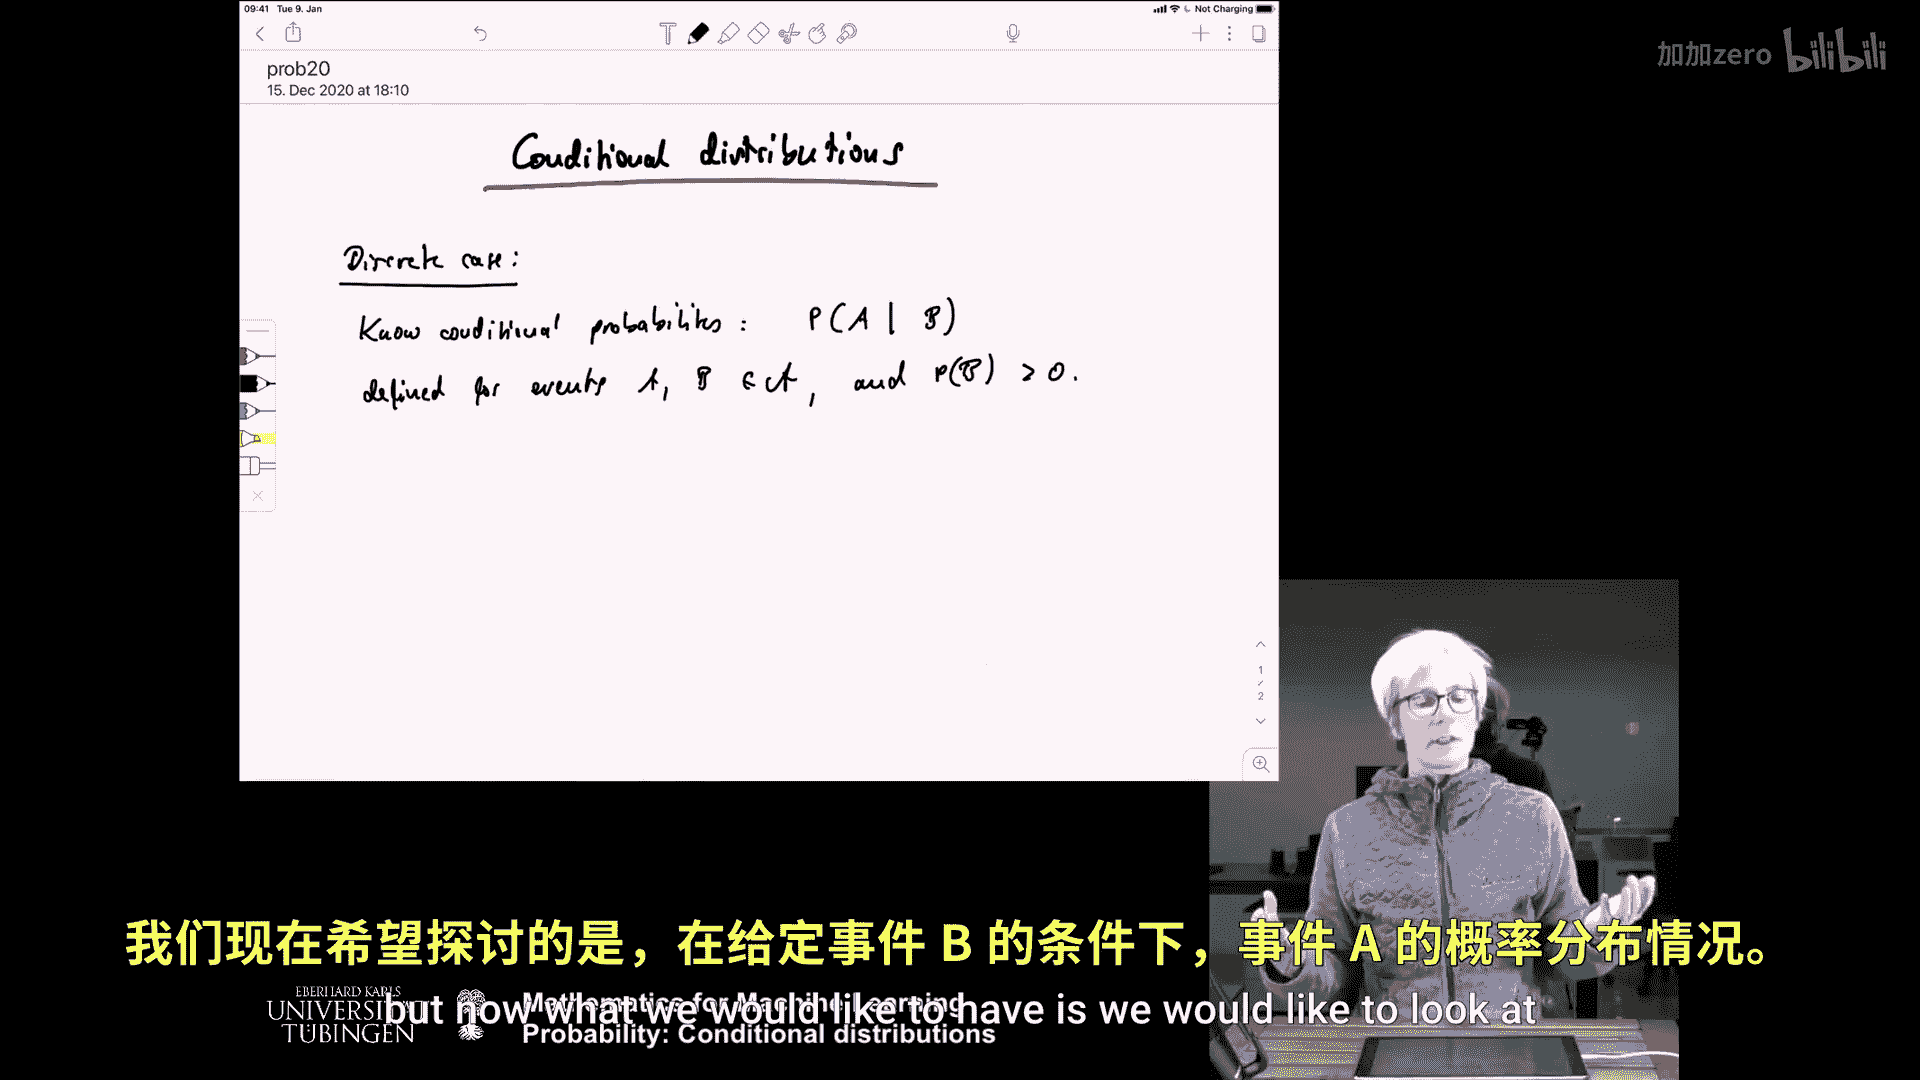 09:41 Tue 9. Jan
Not Charging
加加zero bilibili
prob20
15. Dec 2020 at 18:10
Conditional distributions
Discrete case:
Know conditional probabilities: P(A | B)
defined for events A, B ∈ A, and P(B) > 0.
1
2
我们现在希望探讨的是，在给定事件 B 的条件下，事件 A 的概率分布情况。
EBERHARD KARLS
UNIVERSITÄT
TÜBINGEN
Mathematics for Machine Learning
but now what we would like to have is we would like to look at
Probability: Conditional distributions